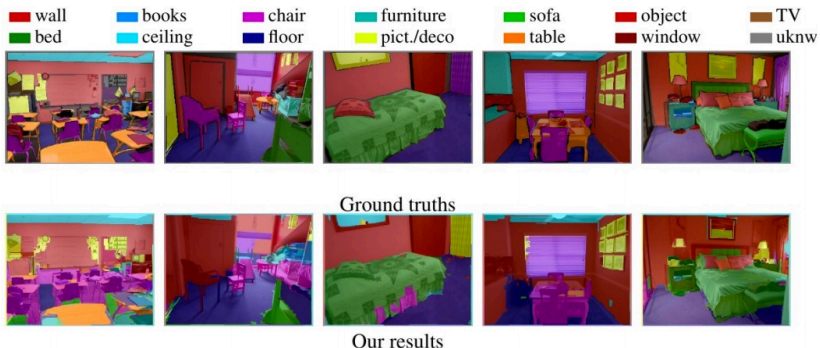 wall books chair furniture sofa object TV
bed ceiling floor pict./deco table window uknw
Ground truths
Our results